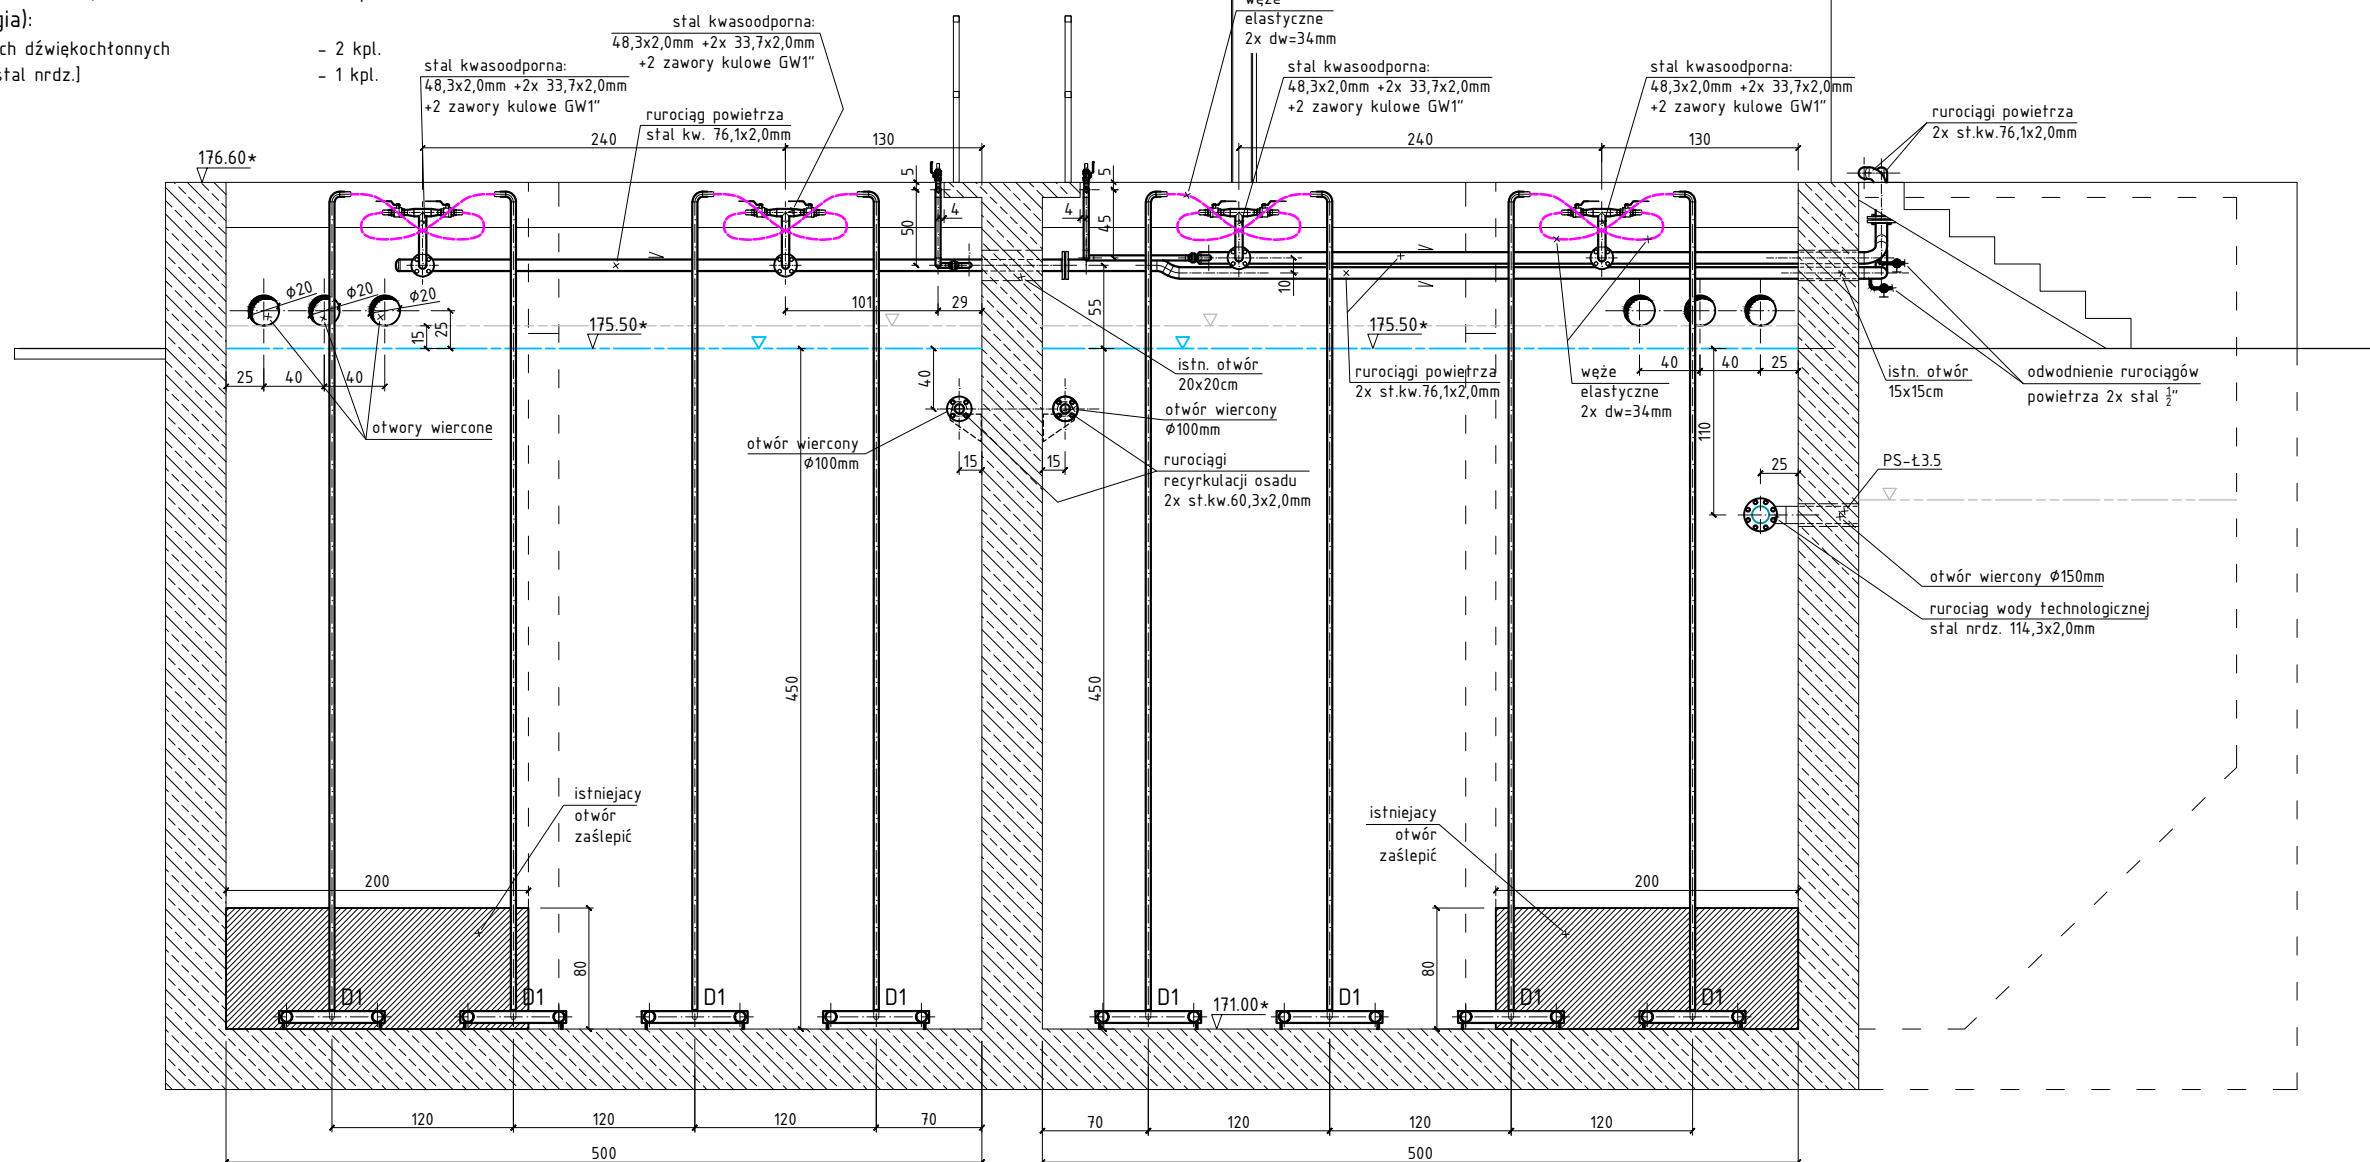 gia):
ch dźwiękochłonnych - 2 kpl.
stal nrdz.] - 1 kpl.
stal kwasoodporna:
48,3x2,0mm +2x 33,7x2,0mm
+2 zawory kulowe GW1"
stal kwasoodporna:
48,3x2,0mm +2x 33,7x2,0mm
+2 zawory kulowe GW1"
rurociąg powietrza
stal kw. 76,1x2,0mm
węże
elastyczne
2x dw=34mm
stal kwasoodporna:
48,3x2,0mm +2x 33,7x2,0mm
+2 zawory kulowe GW1"
stal kwasoodporna:
48,3x2,0mm +2x 33,7x2,0mm
+2 zawory kulowe GW1"
rurociągi powietrza
2x st.kw.76,1x2,0mm
240
130
240
130
176.60*
5
50
4
5
45
4
Φ20
Φ20
Φ20
15
25
101
29
55
10
175.50*
175.50*
25
40
40
40
40
40
25
otwory wiercone
otwór wiercony
Φ100mm
15
15
istn. otwór
20x20cm
otwór wiercony
Φ100mm
rurociągi
recyrkulacji osadu
2x st.kw.60,3x2,0mm
rurociągi powietrza
2x st.kw.76,1x2,0mm
węże
elastyczne
2x dw=34mm
110
25
istn. otwór
15x15cm
odwodnienie rurociągów
powietrza 2x stal ½"
PS-Ł3.5
otwór wiercony Φ150mm
rurociąg wody technologicznej
stal nrdz. 114,3x2,0mm
450
450
istniejacy
otwór
zaślepić
istniejacy
otwór
zaślepić
200
200
80
80
D1
D1
D1
D1
D1
D1
D1
D1
171.00*
120
120
120
70
70
120
120
120
500
500